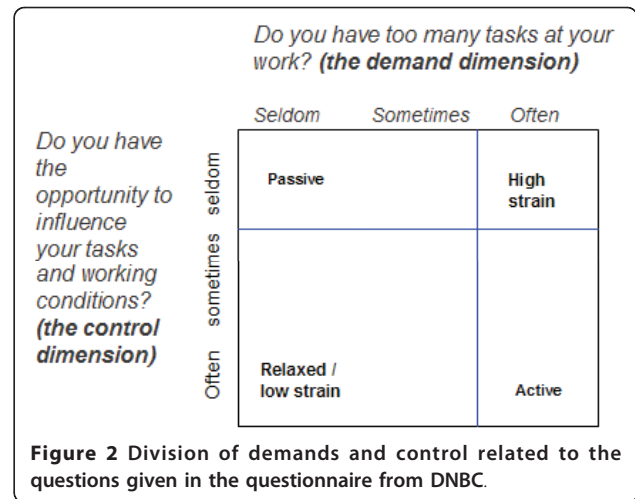 Do you have too many tasks at your
work? (the demand dimension)
Seldom Sometimes Often
Do you have
the
opportunity to
influence
your tasks
and working
conditions?
(the control
dimension)
seldom
sometimes
Often
Passive
High
strain
Relaxed /
low strain
Active
Figure 2 Division of demands and control related to the
questions given in the questionnaire from DNBC.